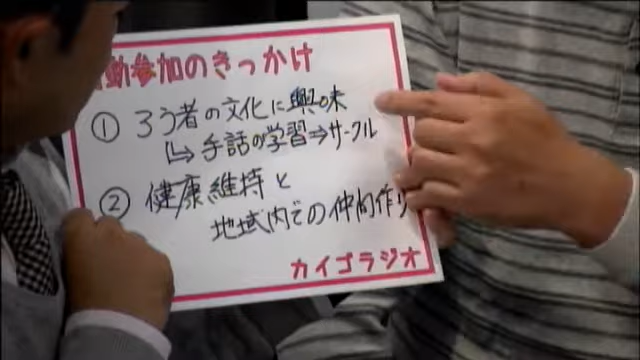 動参加のきっかけ
① ろう者の文化に興味
↳ 手話の学習⇒サークル
② 健康維持と
地域内での仲間作り
カイゴラジオ